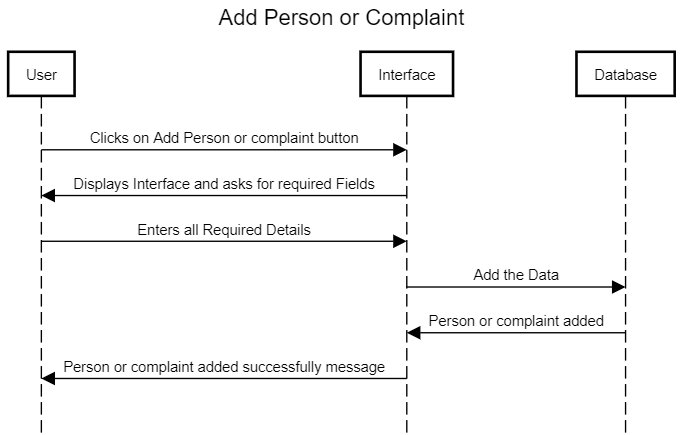 Add Person or Complaint
User
Interface
Database
Clicks on Add Person or complaint button
Displays Interface and asks for required Fields
Enters all Required Details
Add the Data
Person or complaint added
Person or complaint added successfully message